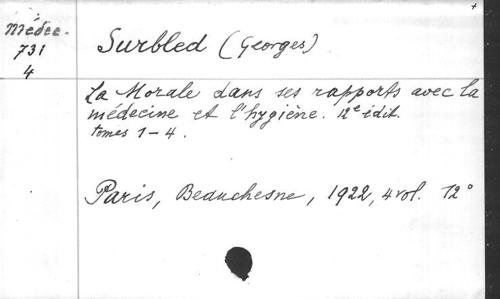 Médec.
731
4
Surbled (Georges)
La Morale dans ses rapports avec la
médecine et l'hygiène. 12e édit.
tomes 1-4.
Paris, Beauchesne, 1922, 4 vol. 12°